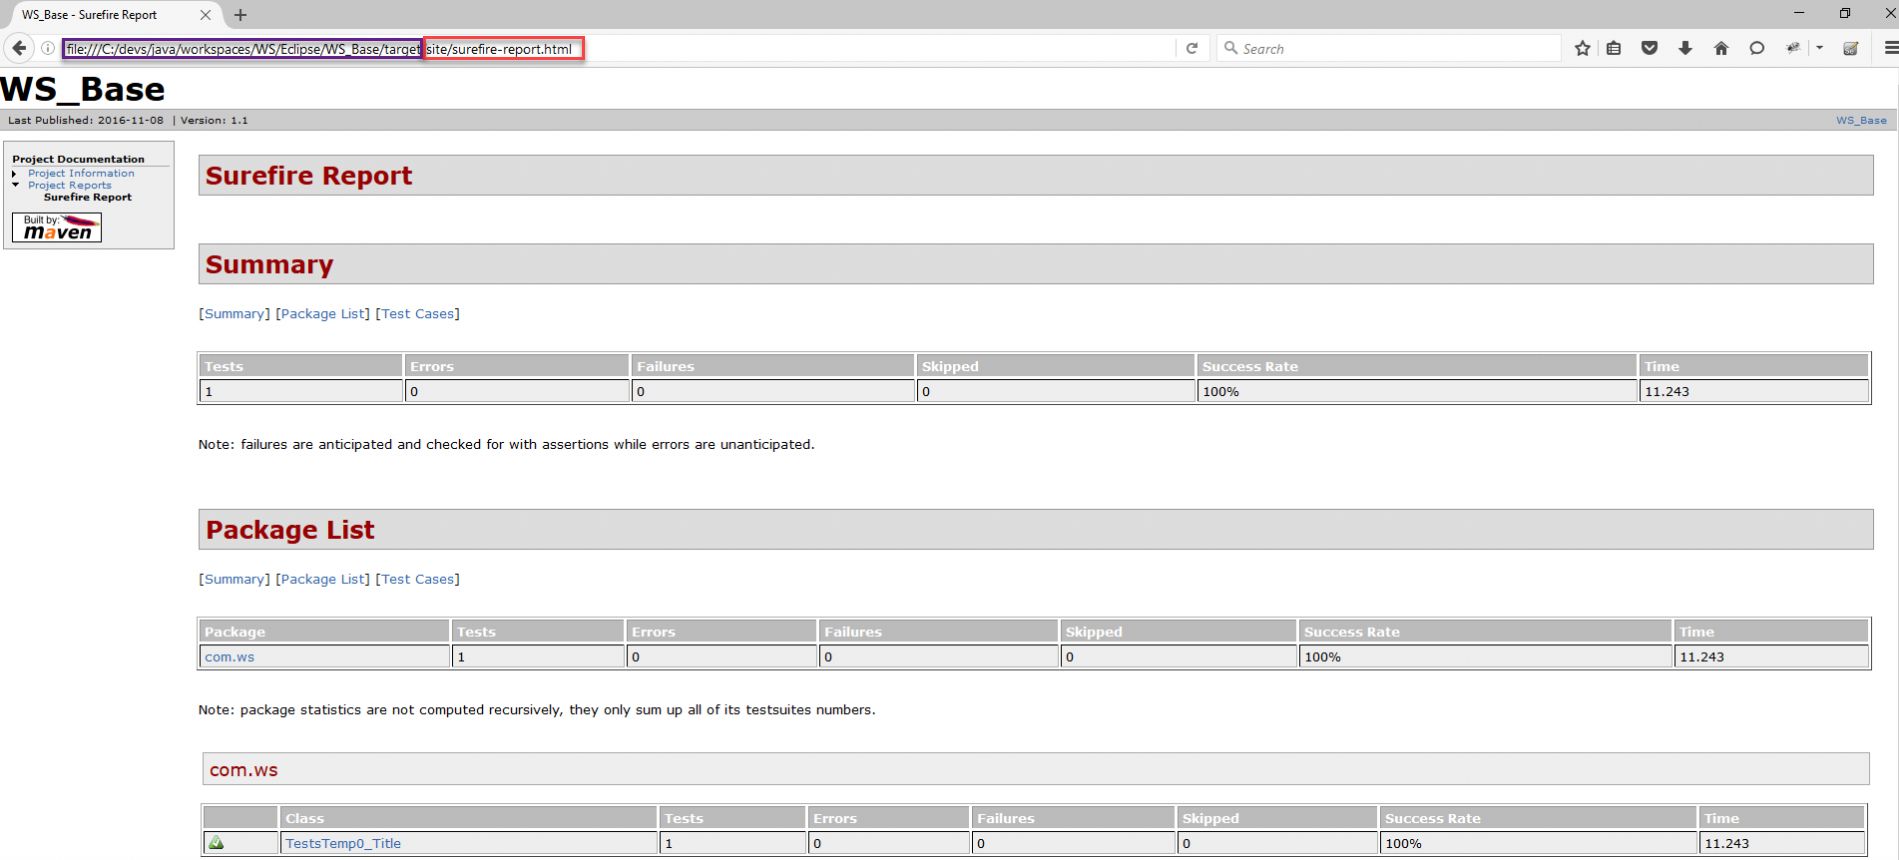 WS_Base - Surefire Report
file:///C:/devs/java/workspaces/WS/Eclipse/WS_Base/target/site/surefire-report.html
Search
WS_Base
Last Published: 2016-11-08 | Version: 1.1
WS_Base
Project Documentation
Project Information
Project Reports
Surefire Report
Built by:
maven
Surefire Report
Summary
[Summary] [Package List] [Test Cases]
Tests Errors Failures Skipped Success Rate Time
1 0 0 0 100% 11.243
Note: failures are anticipated and checked for with assertions while errors are unanticipated.
Package List
[Summary] [Package List] [Test Cases]
Package Tests Errors Failures Skipped Success Rate Time
com.ws 1 0 0 0 100% 11.243
Note: package statistics are not computed recursively, they only sum up all of its testsuites numbers.
com.ws
Class Tests Errors Failures Skipped Success Rate Time
TestsTemp0_Title 1 0 0 0 100% 11.243